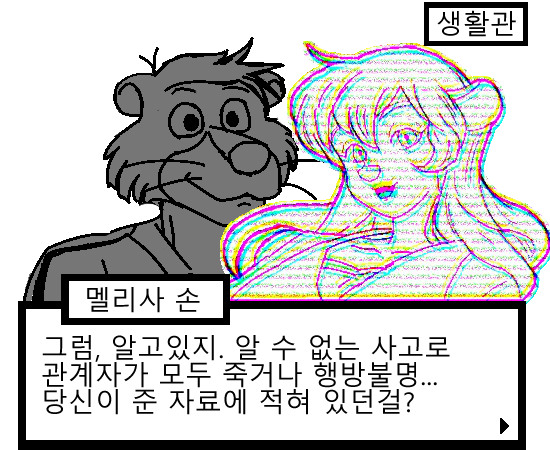 생활관
멜리사 손
그럼, 알고있지. 알 수 없는 사고로
관계자가 모두 죽거나 행방불명...
당신이 준 자료에 적혀 있던걸?